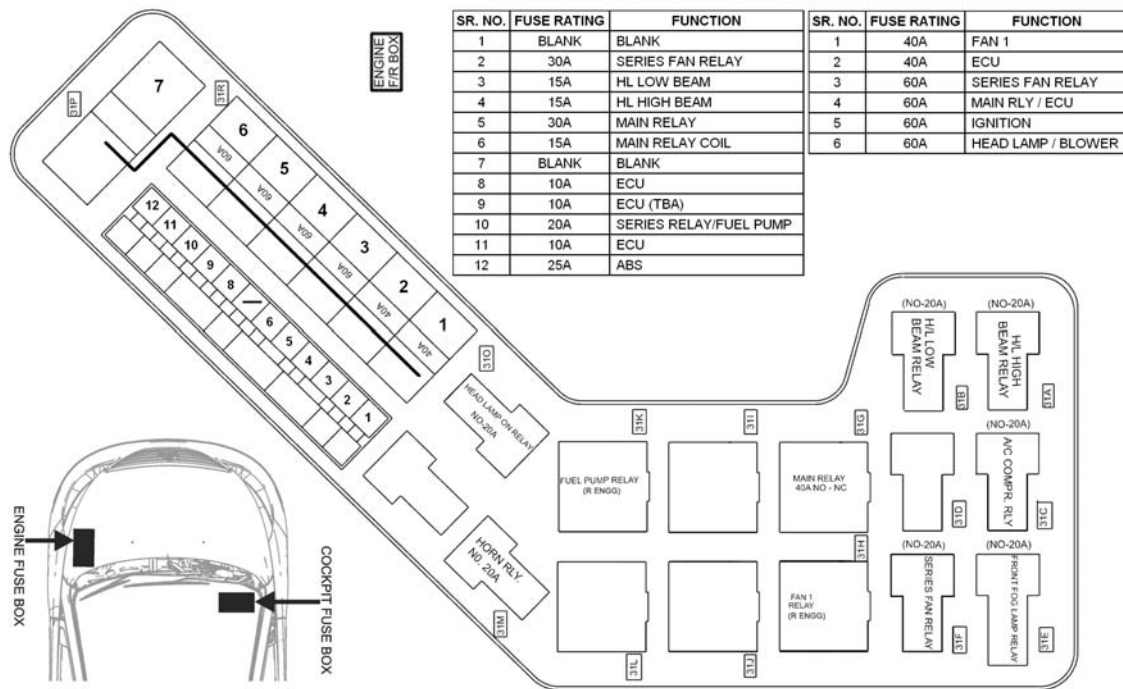 SR. NO. FUSE RATING FUNCTION
1 BLANK BLANK
2 30A SERIES FAN RELAY
3 15A HL LOW BEAM
4 15A HL HIGH BEAM
5 30A MAIN RELAY
6 15A MAIN RELAY COIL
7 BLANK BLANK
8 10A ECU
9 10A ECU (TBA)
10 20A SERIES RELAY/FUEL PUMP
11 10A ECU
12 25A ABS
SR. NO. FUSE RATING FUNCTION
1 40A FAN 1
2 40A ECU
3 60A SERIES FAN RELAY
4 60A MAIN RLY / ECU
5 60A IGNITION
6 60A HEAD LAMP / BLOWER
ENGINE
F/R BOX
31P
7
31R
6
60A
5
60A
4
60A
3
60A
2
40A
1
40A
12
11
10
9
8
6
5
4
3
2
1
31O
HEAD LAMP ON RELAY
NO-20A
HORN RLY.
N0. 20A
31M
31K
FUEL PUMP RELAY
(R ENGG)
31I
31G
MAIN RELAY
40A NO - NC
31H
FAN 1
RELAY
(R ENGG)
31L
31J
(NO-20A)
H/L LOW
BEAM RELAY
31B
(NO-20A)
H/L HIGH
BEAM RELAY
31A
31D
(NO-20A)
A/C COMPR. RLY
31C
(NO-20A)
SERIES FAN RELAY
31F
(NO-20A)
FRONT FOG LAMP RELAY
31E
ENGINE FUSE BOX
COCKPIT FUSE BOX